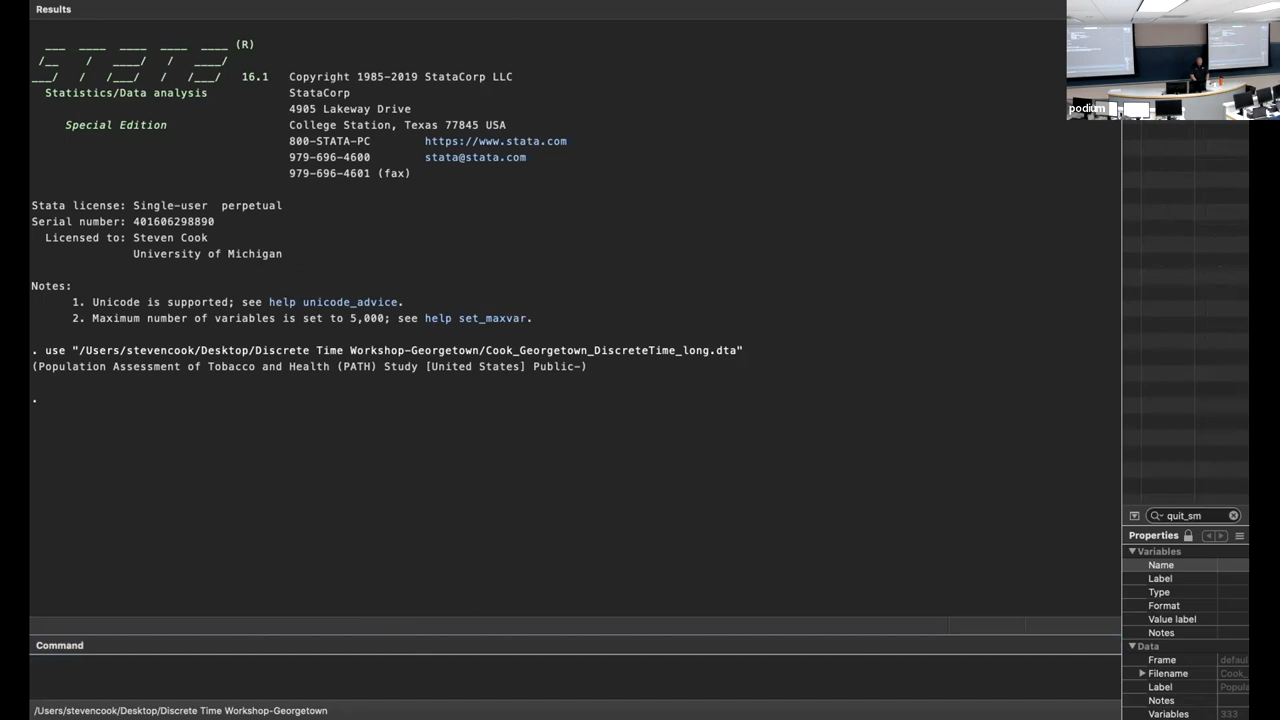 Results
(R)
16.1 Copyright 1985-2019 StataCorp LLC
Statistics/Data analysis StataCorp
4905 Lakeway Drive
Special Edition College Station, Texas 77845 USA
800-STATA-PC https://www.stata.com
979-696-4600 stata@stata.com
979-696-4601 (fax)
Stata license: Single-user perpetual
Serial number: 401606298890
Licensed to: Steven Cook
University of Michigan
Notes:
1. Unicode is supported; see help unicode_advice.
2. Maximum number of variables is set to 5,000; see help set_maxvar.
. use "/Users/stevencook/Desktop/Discrete Time Workshop-Georgetown/Cook_Georgetown_DiscreteTime_long.dta"
(Population Assessment of Tobacco and Health (PATH) Study [United States] Public-)
.
Command
/Users/stevencook/Desktop/Discrete Time Workshop-Georgetown
podium
quit_sm
Properties
Variables
Name
Label
Type
Format
Value label
Notes
Data
Frame defaul
Filename Cook_
Label Popula
Notes
Variables 333